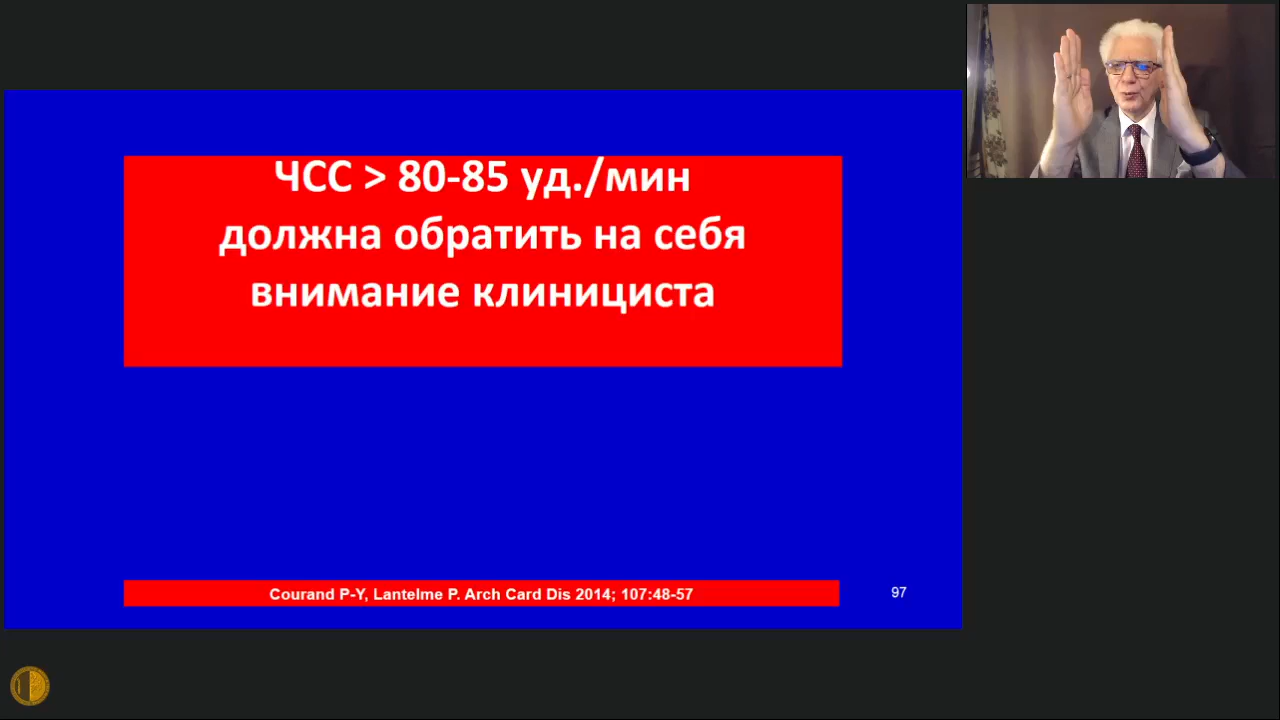 ЧСС > 80-85 уд./мин
должна обратить на себя
внимание клинициста
Courand P-Y, Lantelme P. Arch Card Dis 2014; 107:48-57
97